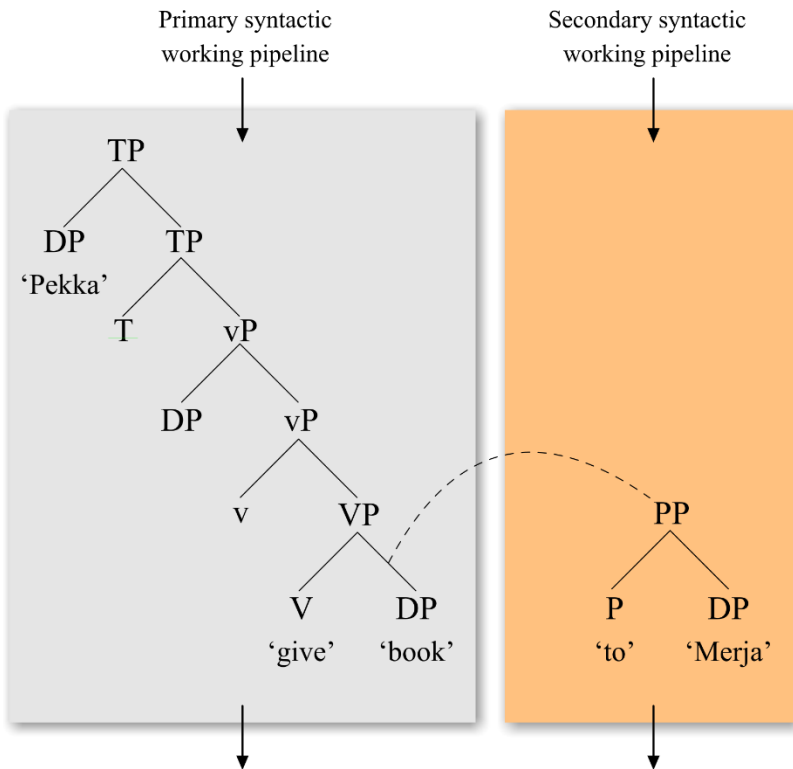 Primary syntactic
working pipeline
Secondary syntactic
working pipeline
TP
DP TP
‘Pekka’
T vP
DP vP
v VP PP
V DP P DP
‘give’ ‘book’ ‘to’ ‘Merja’